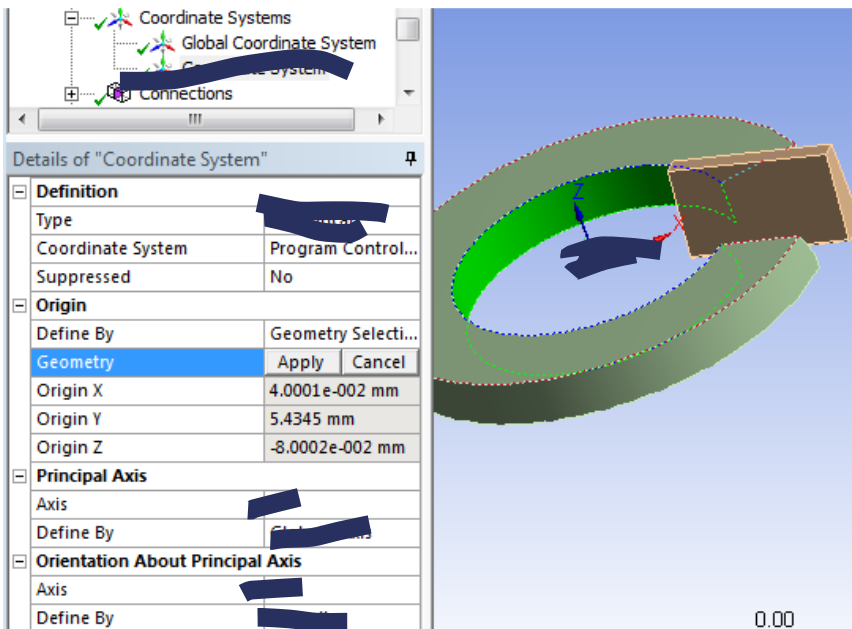 Coordinate Systems
Global Coordinate System
System
Connections
Details of "Coordinate System"
Definition
Type
Coordinate System Program Control...
Suppressed No
Origin
Define By Geometry Selecti...
Geometry Apply Cancel
Origin X 4.0001e-002 mm
Origin Y 5.4345 mm
Origin Z -8.0002e-002 mm
Principal Axis
Axis
Define By
Orientation About Principal Axis
Axis
Define By
Z
X
0.00